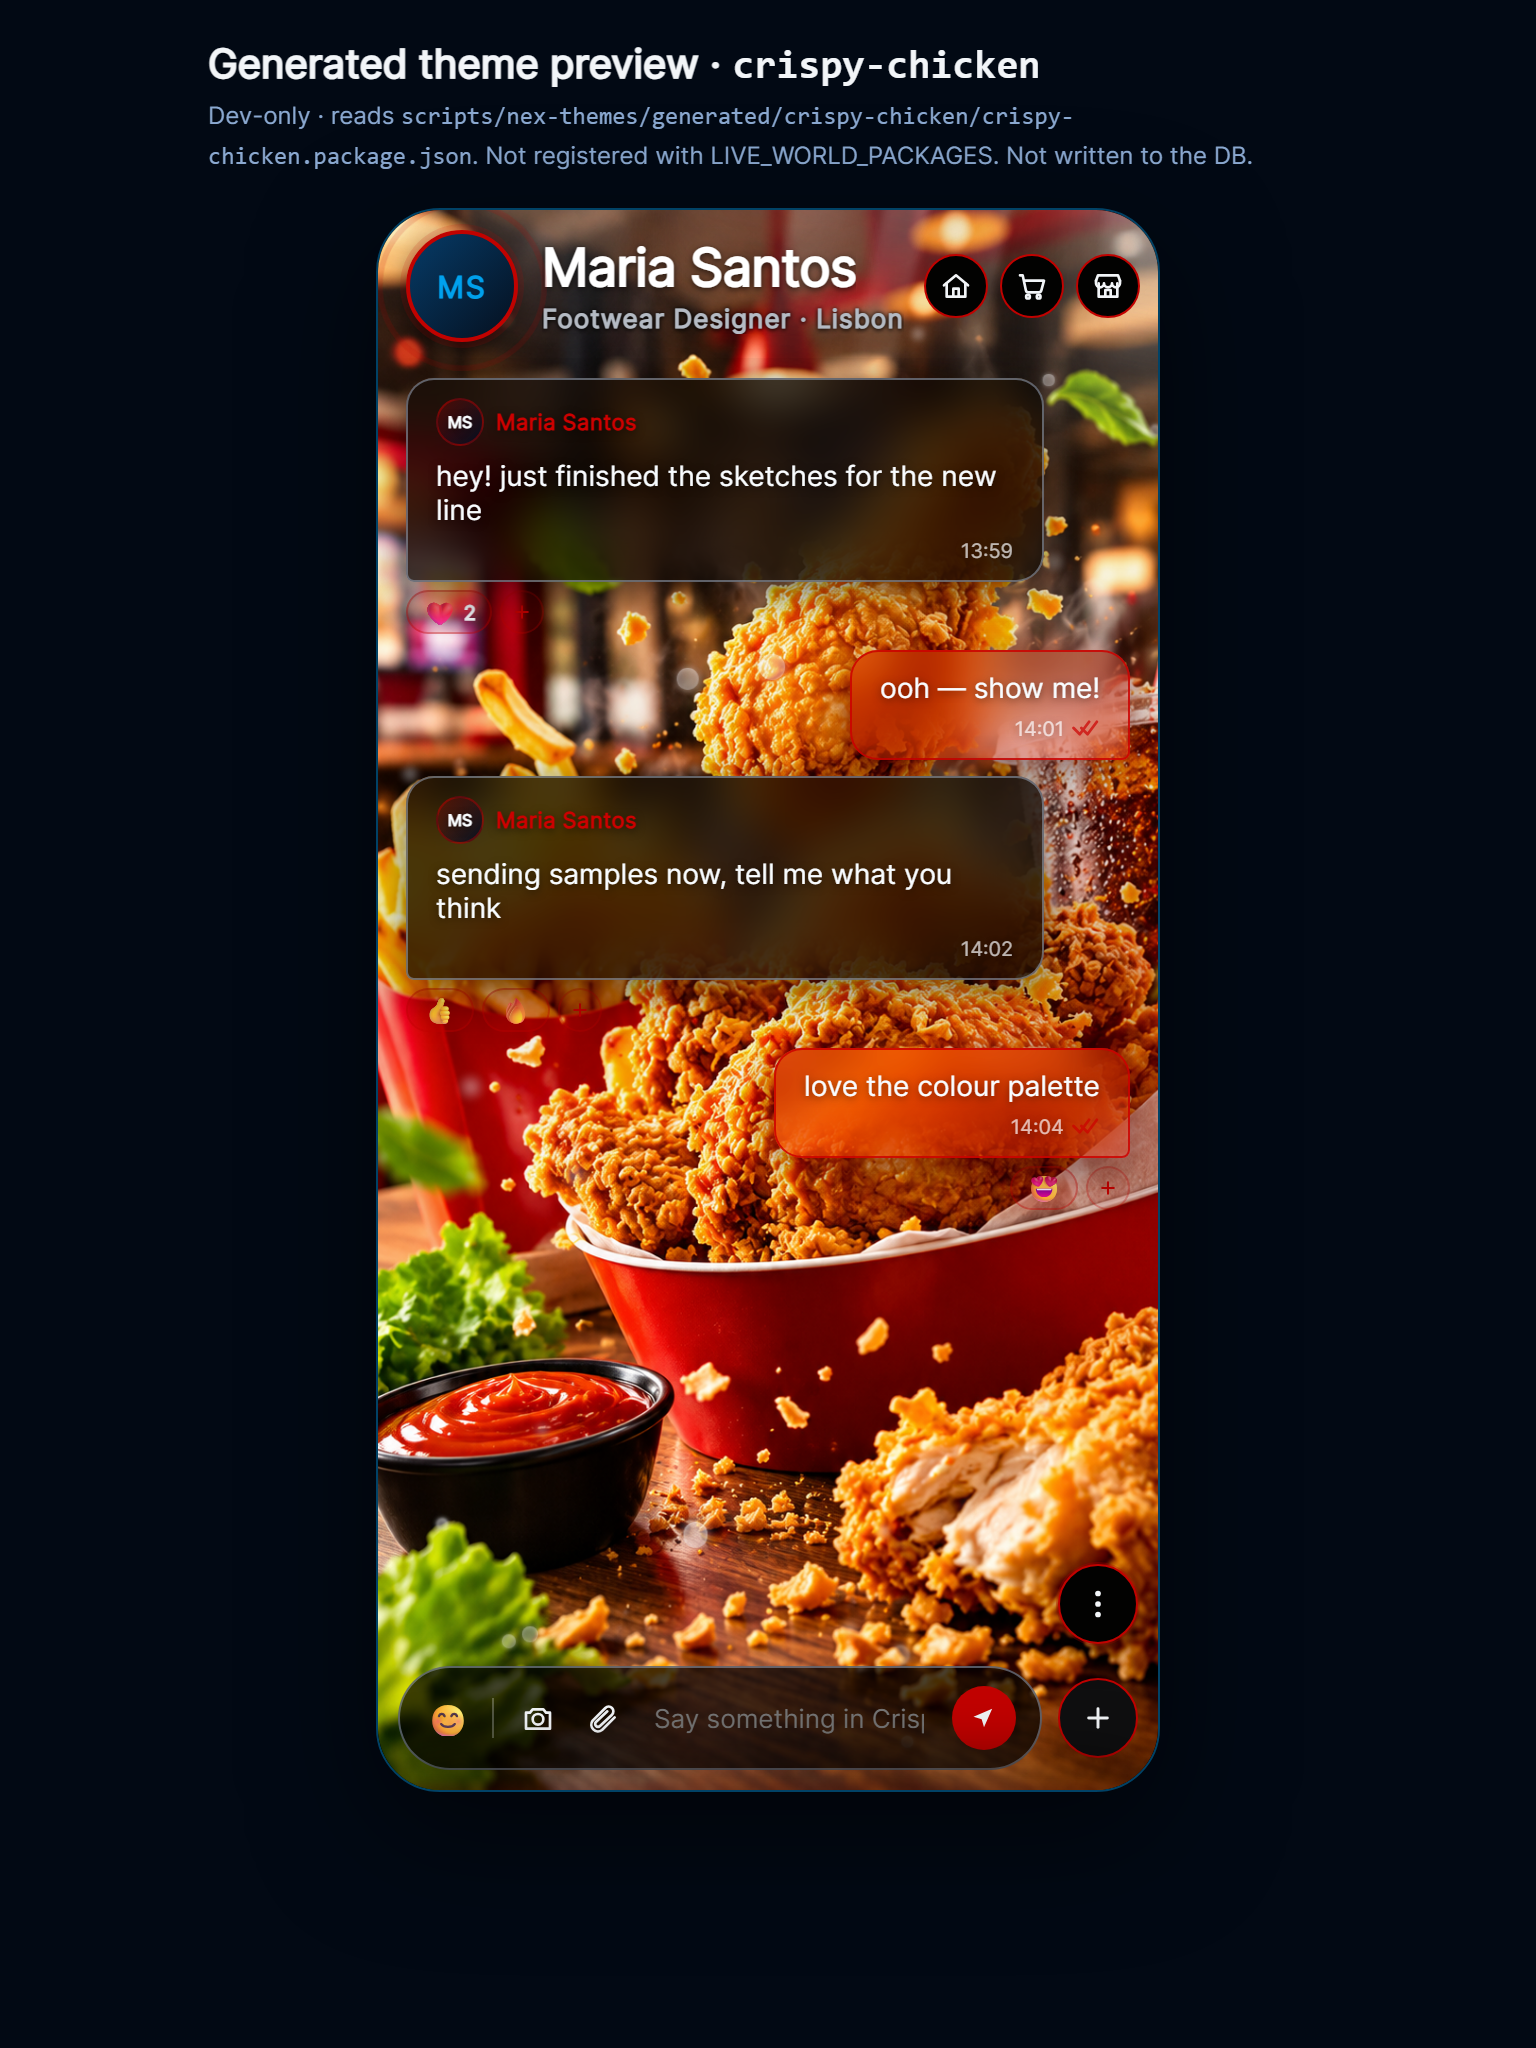 Generated theme preview · crispy-chicken
Dev-only · reads scripts/nex-themes/generated/crispy-chicken/crispy-
chicken.package.json. Not registered with LIVE_WORLD_PACKAGES. Not written to the DB.
MS
Maria Santos
Footwear Designer · Lisbon
MS Maria Santos
hey! just finished the sketches for the new
line
13:59
2 +
ooh — show me!
14:01
MS Maria Santos
sending samples now, tell me what you
think
14:02
+
love the colour palette
14:04
+
Say something in Cris